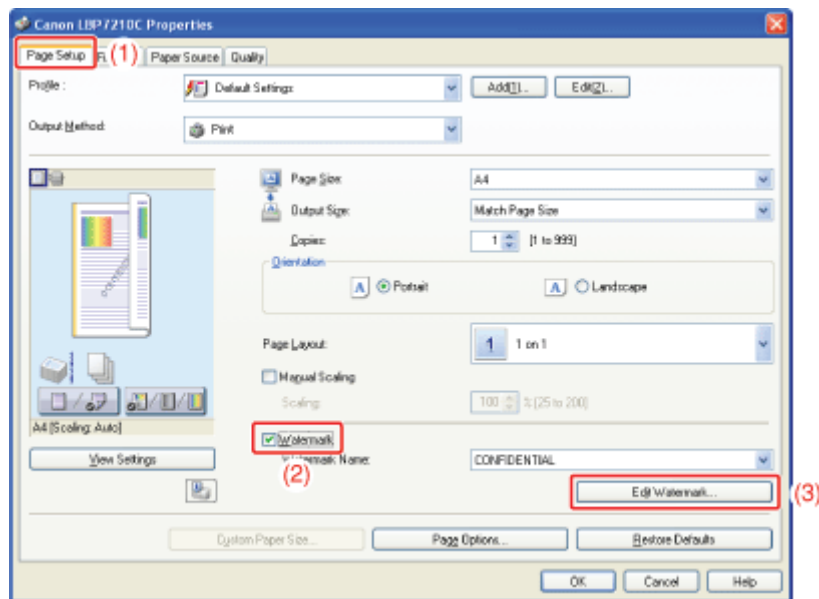 Canon LBP7210C Properties
Page Setup (1) Paper Source Quality
Profile : Default Settings Add(1)... Edit(2)...
Output Method: Print
Page Size: A4
Output Size: Match Page Size
Copies: 1 [1 to 999]
Orientation
A Portrait A Landscape
Page Layout: 1 1 on 1
Manual Scaling
Scaling: 100 % [25 to 200]
A4 [Scaling: Auto]
Watermark
View Settings (2) Watermark Name: CONFIDENTIAL
Edit Watermark... (3)
Custom Paper Size... Page Options... Restore Defaults
OK Cancel Help